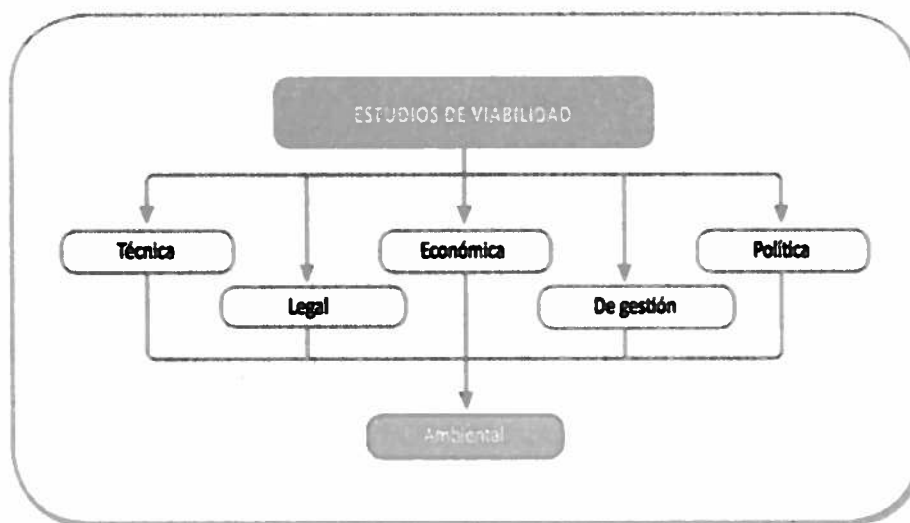 ESTUDIOS DE VIABILIDAD
Técnica
Económica
Política
Legal
De gestión
Ambiental